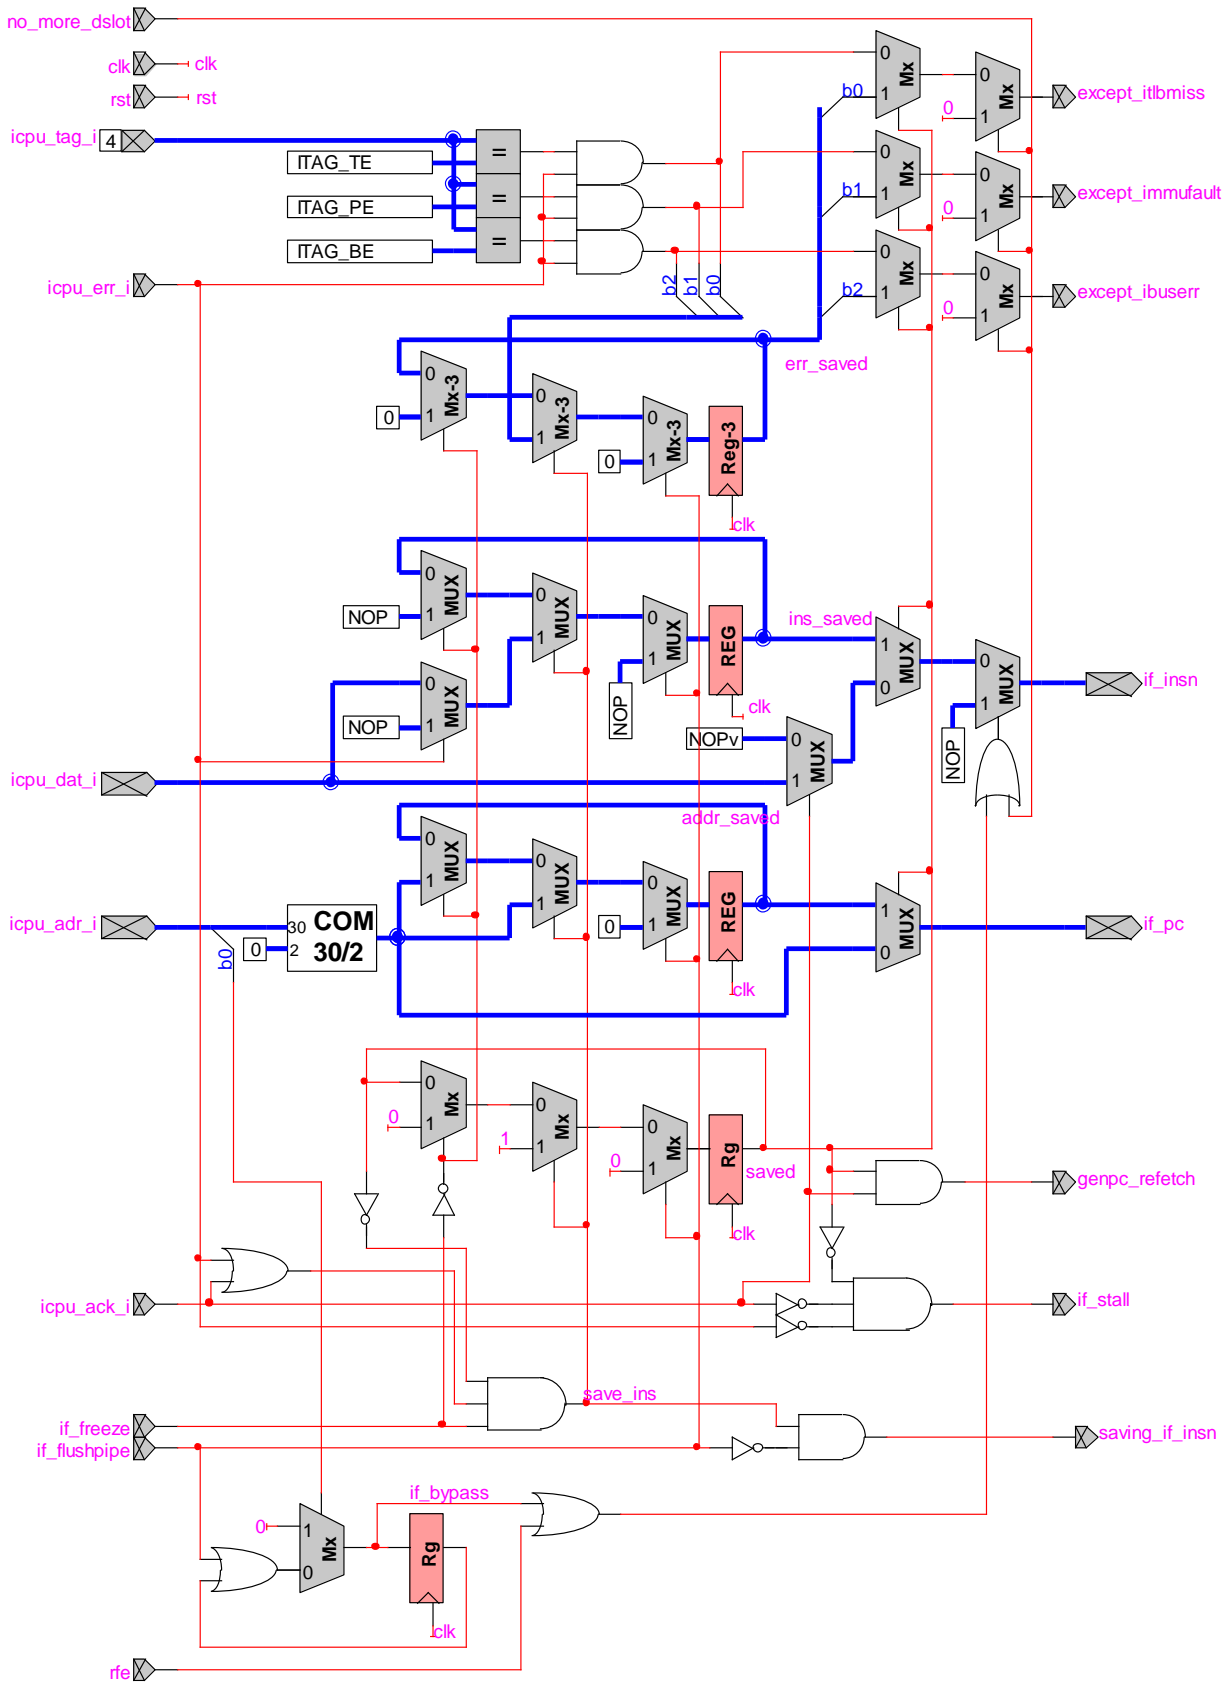 no_more_dslot
clk clk
rst rst
icpu_tag_i 4
ITAG_TE
ITAG_PE
ITAG_BE
=
=
=
icpu_err_i
b2 b1 b0
b0
b1
b2
0 1 Mx
0 1 Mx
0 1 Mx
0 0 1 Mx
0 0 1 Mx
0 0 1 Mx
except_itlbmiss
except_immufault
except_ibuserr
err_saved
0 0 1 Mx-3
0 1 Mx-3
0 0 1 Mx-3
Reg-3
clk
NOP 0 1 MUX
0 1 MUX
NOP 0 1 MUX
NOP 0 1 MUX
REG
clk
ins_saved
1 0 MUX
NOP 0 1 MUX
if_insn
NOPv 0 1 MUX
icpu_dat_i
addr_saved
0 1 MUX
0 1 MUX
0 0 1 MUX
REG
clk
icpu_adr_i
b0
0
30
2
COM
30/2
1 0 MUX
if_pc
0 0 1 Mx
1 0 1 Mx
0 0 1 Mx
Rg
saved
clk
genpc_refetch
icpu_ack_i
if_stall
save_ins
if_freeze
if_flushpipe
saving_if_insn
if_bypass
0 1 0 Mx
Rg
clk
rfe